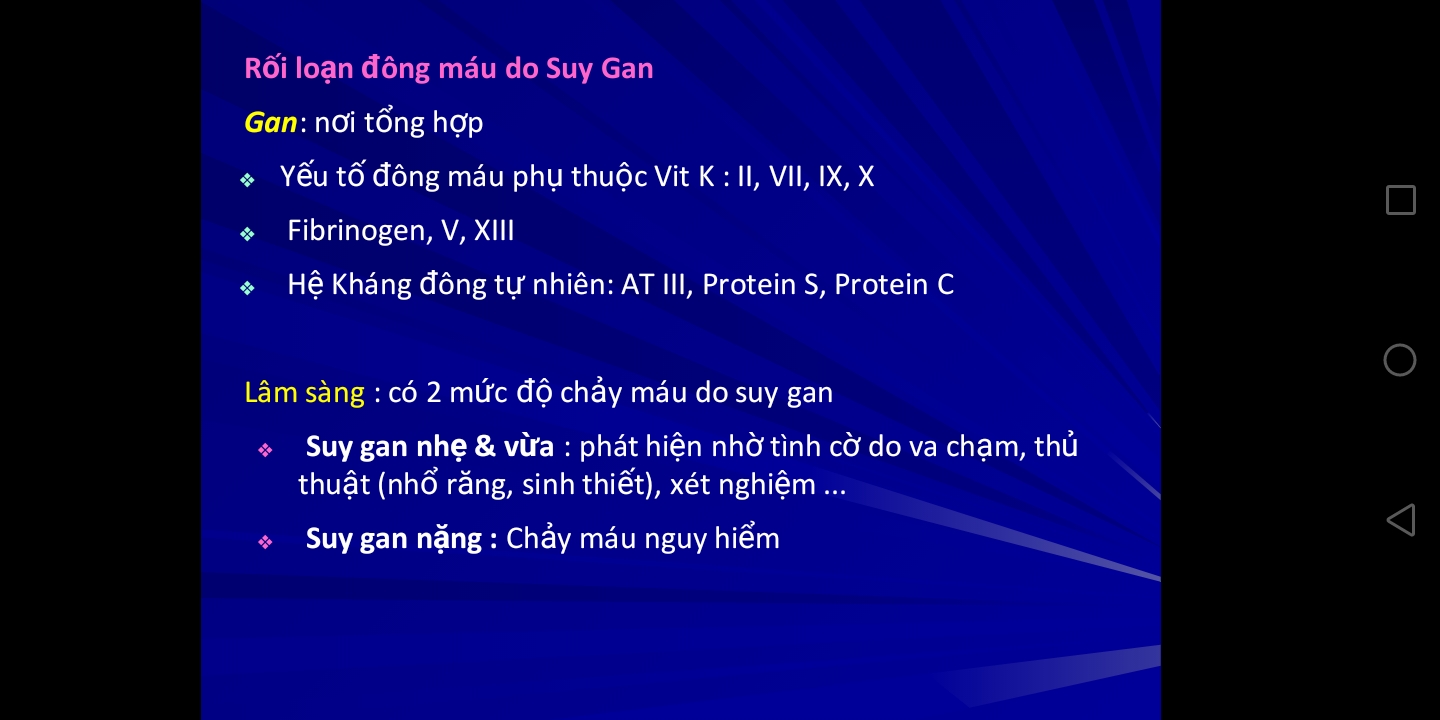 Rối loạn đông máu do Suy Gan
Gan: nơi tổng hợp
Yếu tố đông máu phụ thuộc Vit K : II, VII, IX, X
Fibrinogen, V, XIII
Hệ Kháng đông tự nhiên: AT III, Protein S, Protein C
Lâm sàng : có 2 mức độ chảy máu do suy gan
Suy gan nhẹ & vừa : phát hiện nhờ tình cờ do va chạm, thủ
thuật (nhổ răng, sinh thiết), xét nghiệm ...
Suy gan nặng : Chảy máu nguy hiểm